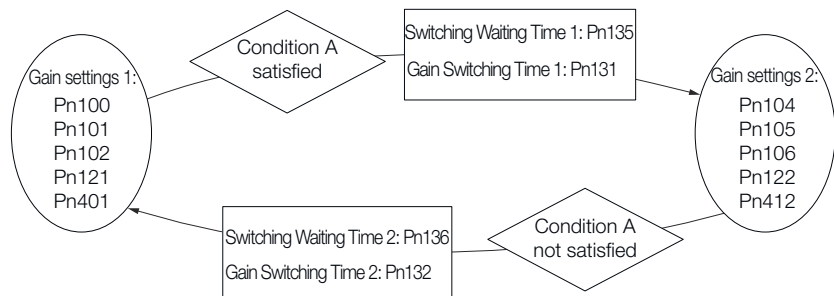 Gain settings 1:
Pn100
Pn101
Pn102
Pn121
Pn401
Condition A
satisfied
Switching Waiting Time 1: Pn135
Gain Switching Time 1: Pn131
Gain settings 2:
Pn104
Pn105
Pn106
Pn122
Pn412
Condition A
not satisfied
Switching Waiting Time 2: Pn136
Gain Switching Time 2: Pn132